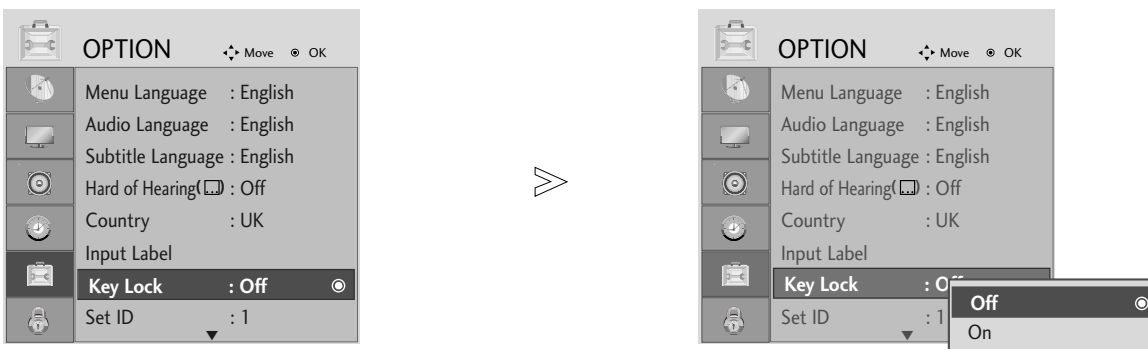 OPTION Move OK
Menu Language : English
Audio Language : English
Subtitle Language : English
Hard of Hearing( ) : Off
Country : UK
Input Label
Key Lock : Off
Set ID : 1
OPTION Move OK
Menu Language : English
Audio Language : English
Subtitle Language : English
Hard of Hearing( ) : Off
Country : UK
Input Label
Key Lock : O
Set ID : 1
Off
On